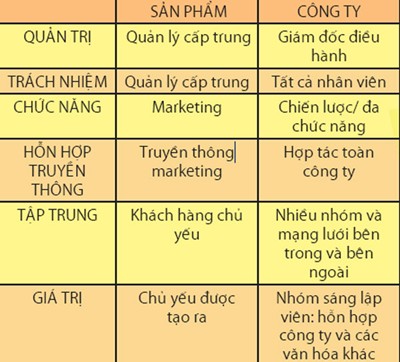 SẢN PHẨM CÔNG TY
QUẢN TRỊ Quản lý cấp trung Giám đốc điều
hành
TRÁCH NHIỆM Quản lý cấp trung Tất cả nhân viên
CHỨC NĂNG Marketing Chiến lược/ đa
chức năng
HỖN HỢP Truyền thông Hợp tác toàn
TRUYỀN marketing công ty
THÔNG
TẬP TRUNG Khách hàng chủ Nhiều nhóm và
yếu mạng lưới bên
trong và bên
ngoài
GIÁ TRỊ Chủ yếu được Nhóm sáng lập
tạo ra viên: hỗn hợp
công ty và các
văn hóa khác